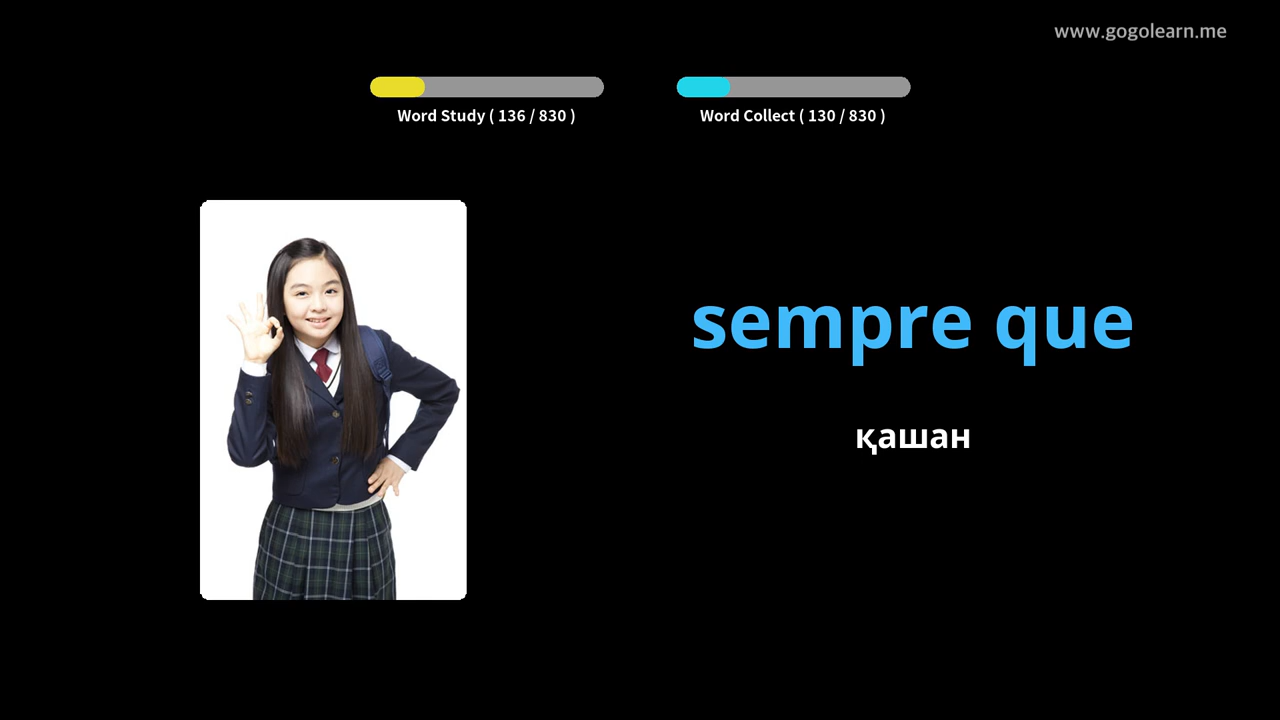 www.gogolearn.me
Word Study ( 136 / 830 )
Word Collect ( 130 / 830 )
sempre que
қашан